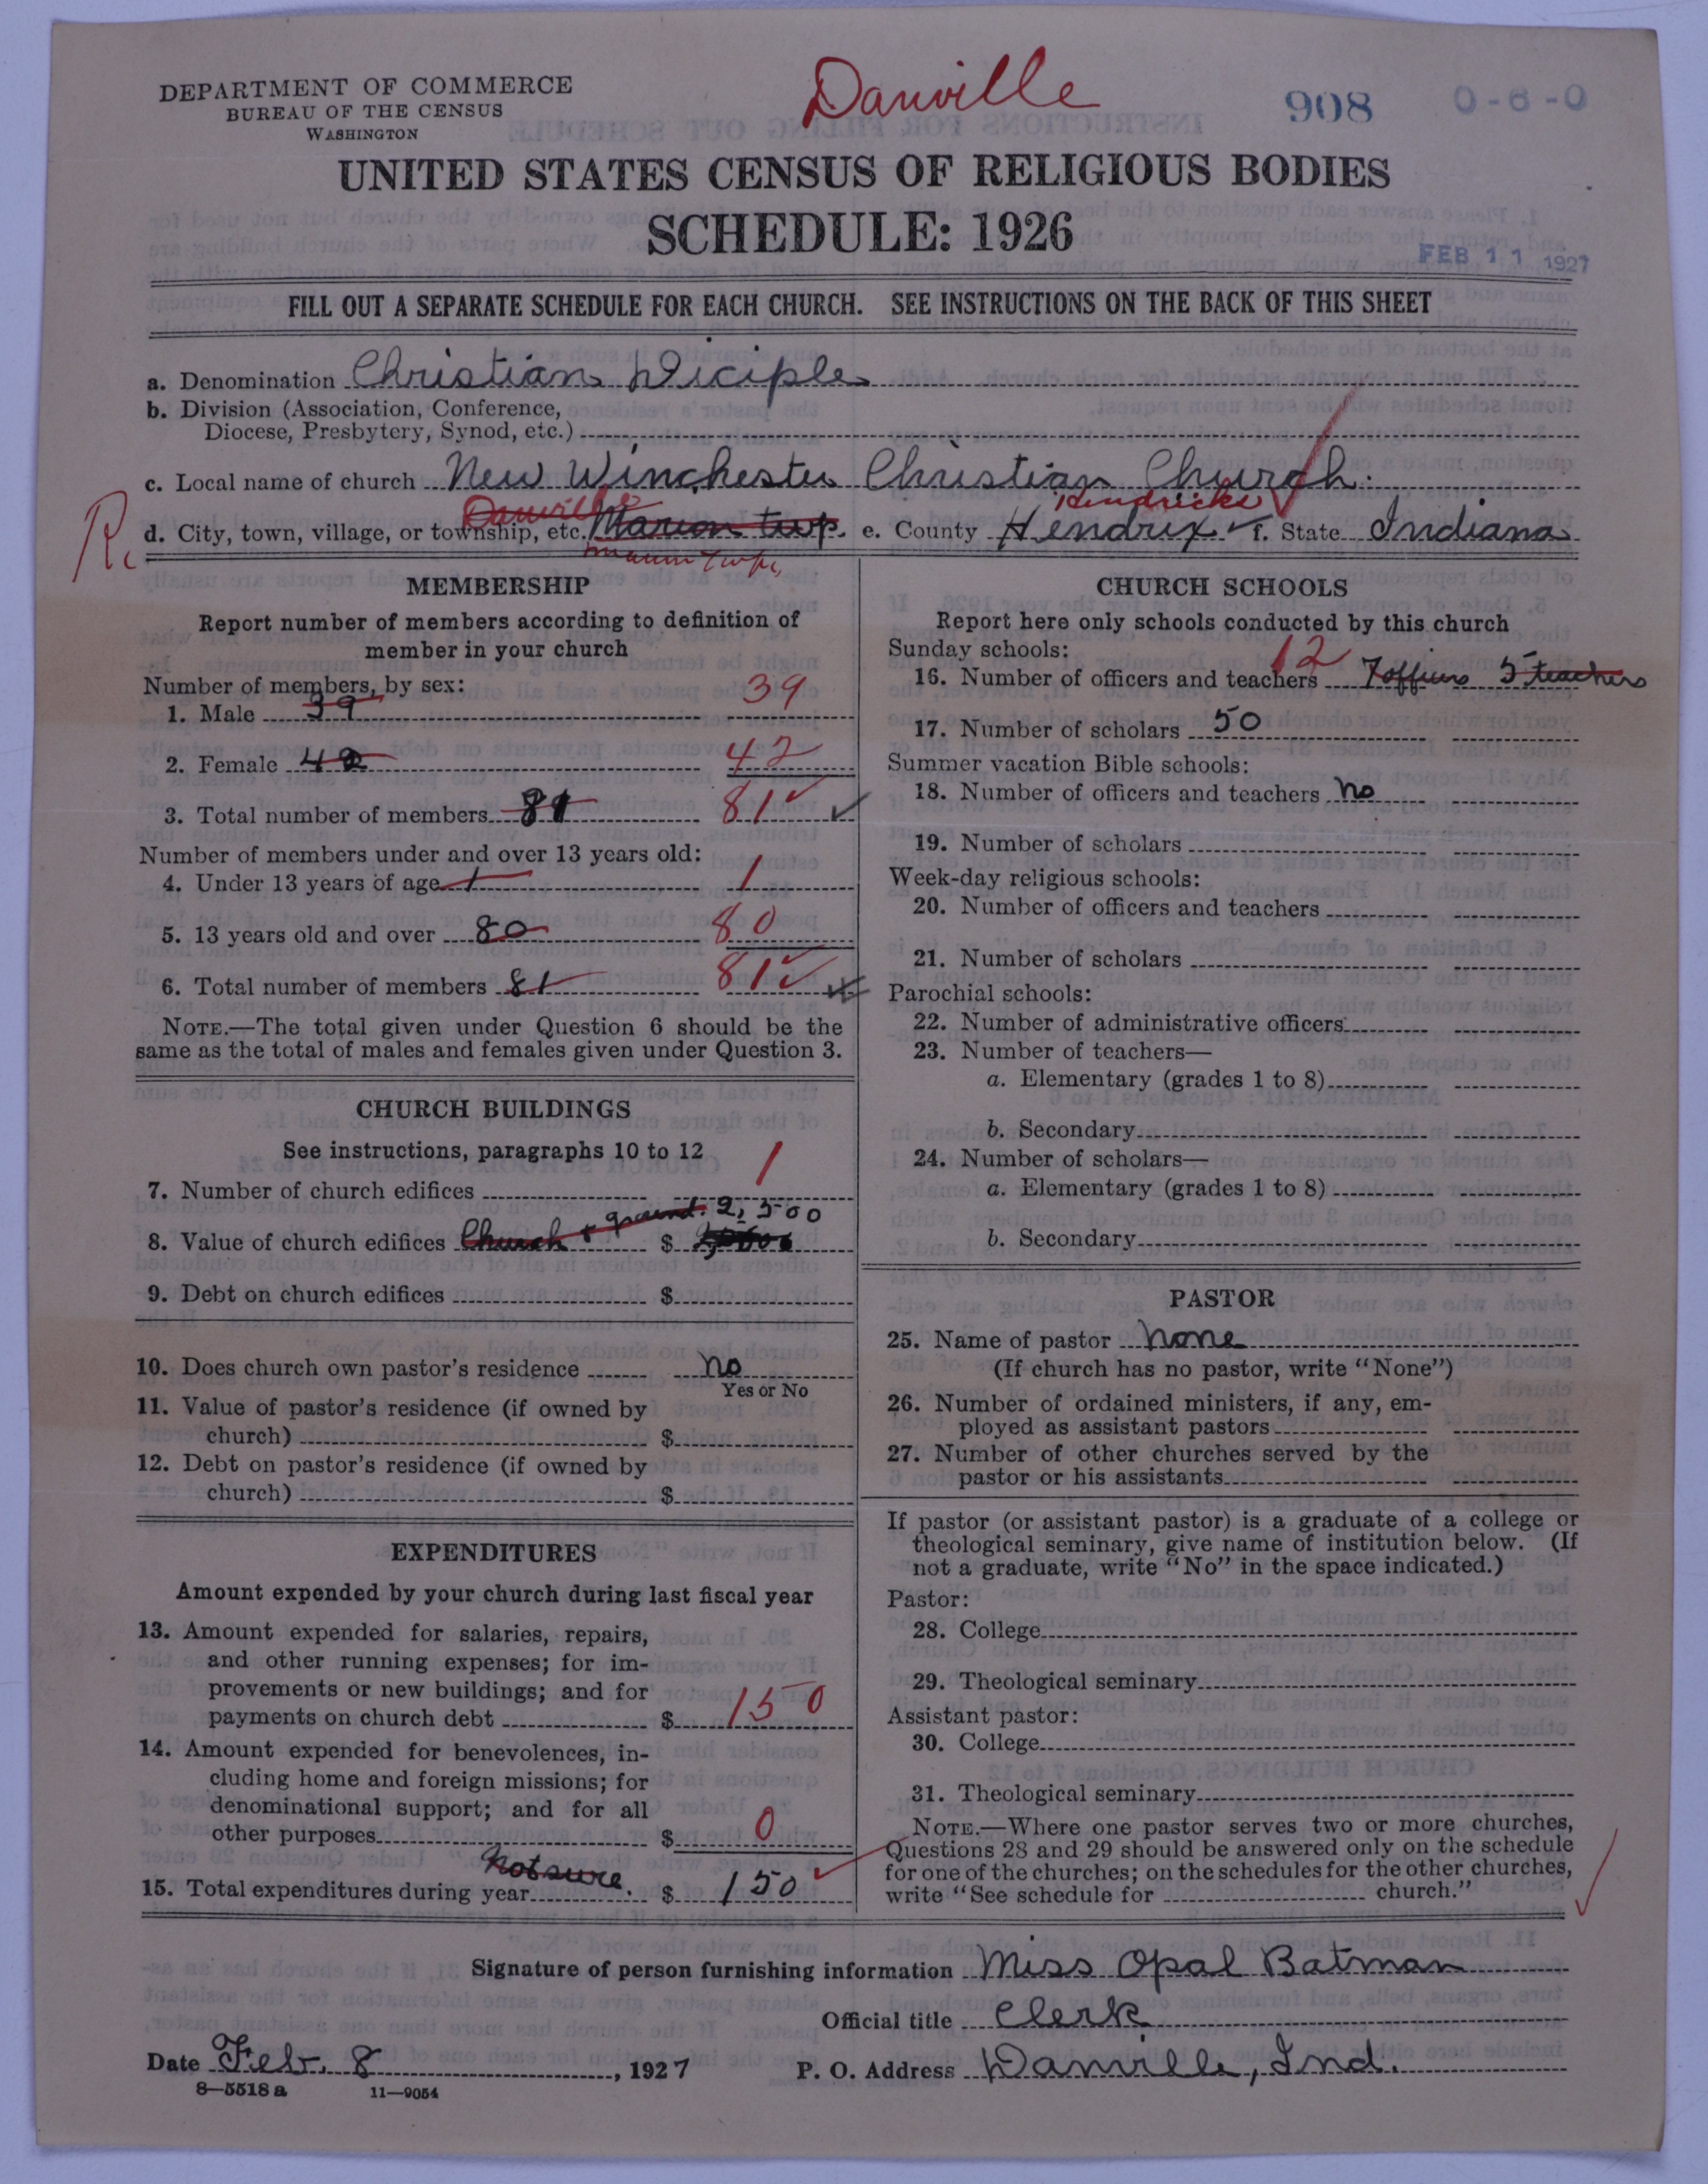 DEPARTMENT OF COMMERCE
BUREAU OF THE CENSUS
WASHINGTON
Danville
908 0-6-0
UNITED STATES CENSUS OF RELIGIOUS BODIES
SCHEDULE: 1926
FEB 11 1927
FILL OUT A SEPARATE SCHEDULE FOR EACH CHURCH. SEE INSTRUCTIONS ON THE BACK OF THIS SHEET
a. Denomination Christian Diciples
b. Division (Association, Conference,
Diocese, Presbytery, Synod, etc.)
c. Local name of church New Winchester Christian Church.
Danville Hendricks
R. d. City, town, village, or township, etc. Marion twp. e. County Hendrix f. State Indiana
Marion Twp.
MEMBERSHIP
Report number of members according to definition of
member in your church
Number of members, by sex:
1. Male 39 39
2. Female 42 42
3. Total number of members 81 81
Number of members under and over 13 years old:
4. Under 13 years of age 1 1
5. 13 years old and over 80 80
6. Total number of members 81 81
NOTE.—The total given under Question 6 should be the
same as the total of males and females given under Question 3.
CHURCH BUILDINGS
See instructions, paragraphs 10 to 12
7. Number of church edifices 1
8. Value of church edifices Church & ground. $ 2,500
9. Debt on church edifices $
10. Does church own pastor's residence no
Yes or No
11. Value of pastor's residence (if owned by
church) $
12. Debt on pastor's residence (if owned by
church) $
EXPENDITURES
Amount expended by your church during last fiscal year
13. Amount expended for salaries, repairs,
and other running expenses; for im-
provements or new buildings; and for
payments on church debt $ 150
14. Amount expended for benevolences, in-
cluding home and foreign missions; for
denominational support; and for all
other purposes $ 0
Not sure.
15. Total expenditures during year $ 150
CHURCH SCHOOLS
Report here only schools conducted by this church
Sunday schools:
12
16. Number of officers and teachers 7 officers 5 teachers
17. Number of scholars 50
Summer vacation Bible schools:
18. Number of officers and teachers no
19. Number of scholars
Week-day religious schools:
20. Number of officers and teachers
21. Number of scholars
Parochial schools:
22. Number of administrative officers
23. Number of teachers—
a. Elementary (grades 1 to 8)
b. Secondary
24. Number of scholars—
a. Elementary (grades 1 to 8)
b. Secondary
PASTOR
25. Name of pastor none
(If church has no pastor, write "None")
26. Number of ordained ministers, if any, em-
ployed as assistant pastors
27. Number of other churches served by the
pastor or his assistants
If pastor (or assistant pastor) is a graduate of a college or
theological seminary, give name of institution below. (If
not a graduate, write "No" in the space indicated.)
Pastor:
28. College
29. Theological seminary
Assistant pastor:
30. College
31. Theological seminary
NOTE.—Where one pastor serves two or more churches,
Questions 28 and 29 should be answered only on the schedule
for one of the churches; on the schedules for the other churches,
write "See schedule for church."
Signature of person furnishing information Miss Opal Batman
Official title Clerk
Date Feb. 8, 1927 P. O. Address Danville, Ind.
8—5518 a 11—9054